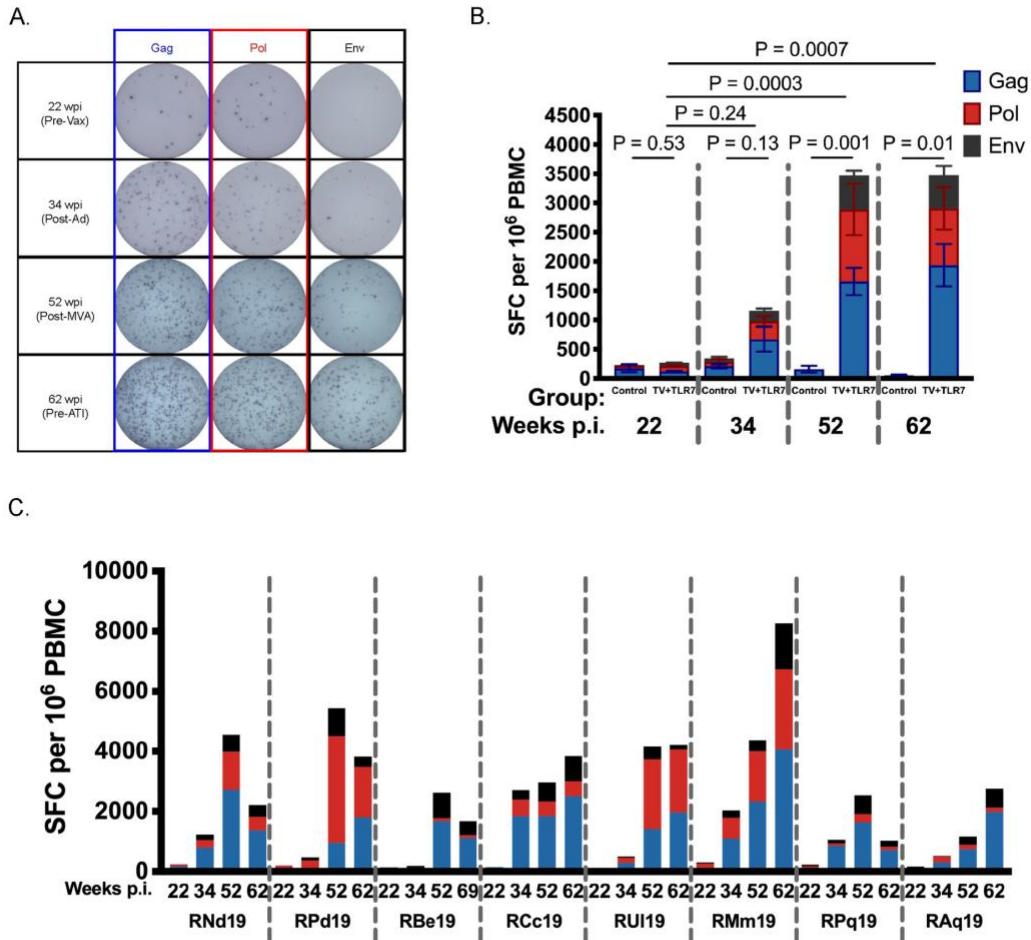 A.
Gag Pol Env
22 wpi
(Pre-Vax)
34 wpi
(Post-Ad)
52 wpi
(Post-MVA)
62 wpi
(Pre-ATI)
B.
P = 0.0007
P = 0.0003
P = 0.24
P = 0.53 P = 0.13 P = 0.001 P = 0.01
Gag
Pol
Env
SFC per 10⁶ PBMC
4500
4000
3500
3000
2500
2000
1500
1000
500
0
Group: Control TV+TLR7 Control TV+TLR7 Control TV+TLR7 Control TV+TLR7
Weeks p.i. 22 34 52 62
C.
SFC per 10⁶ PBMC
10000
8000
6000
4000
2000
0
Weeks p.i. 22 34 52 62 22 34 52 62 22 34 52 69 22 34 52 62 22 34 52 62 22 34 52 62 22 34 52 62 22 34 52 62
RNd19 RPd19 RBe19 RCc19 RUl19 RMm19 RPq19 RAq19